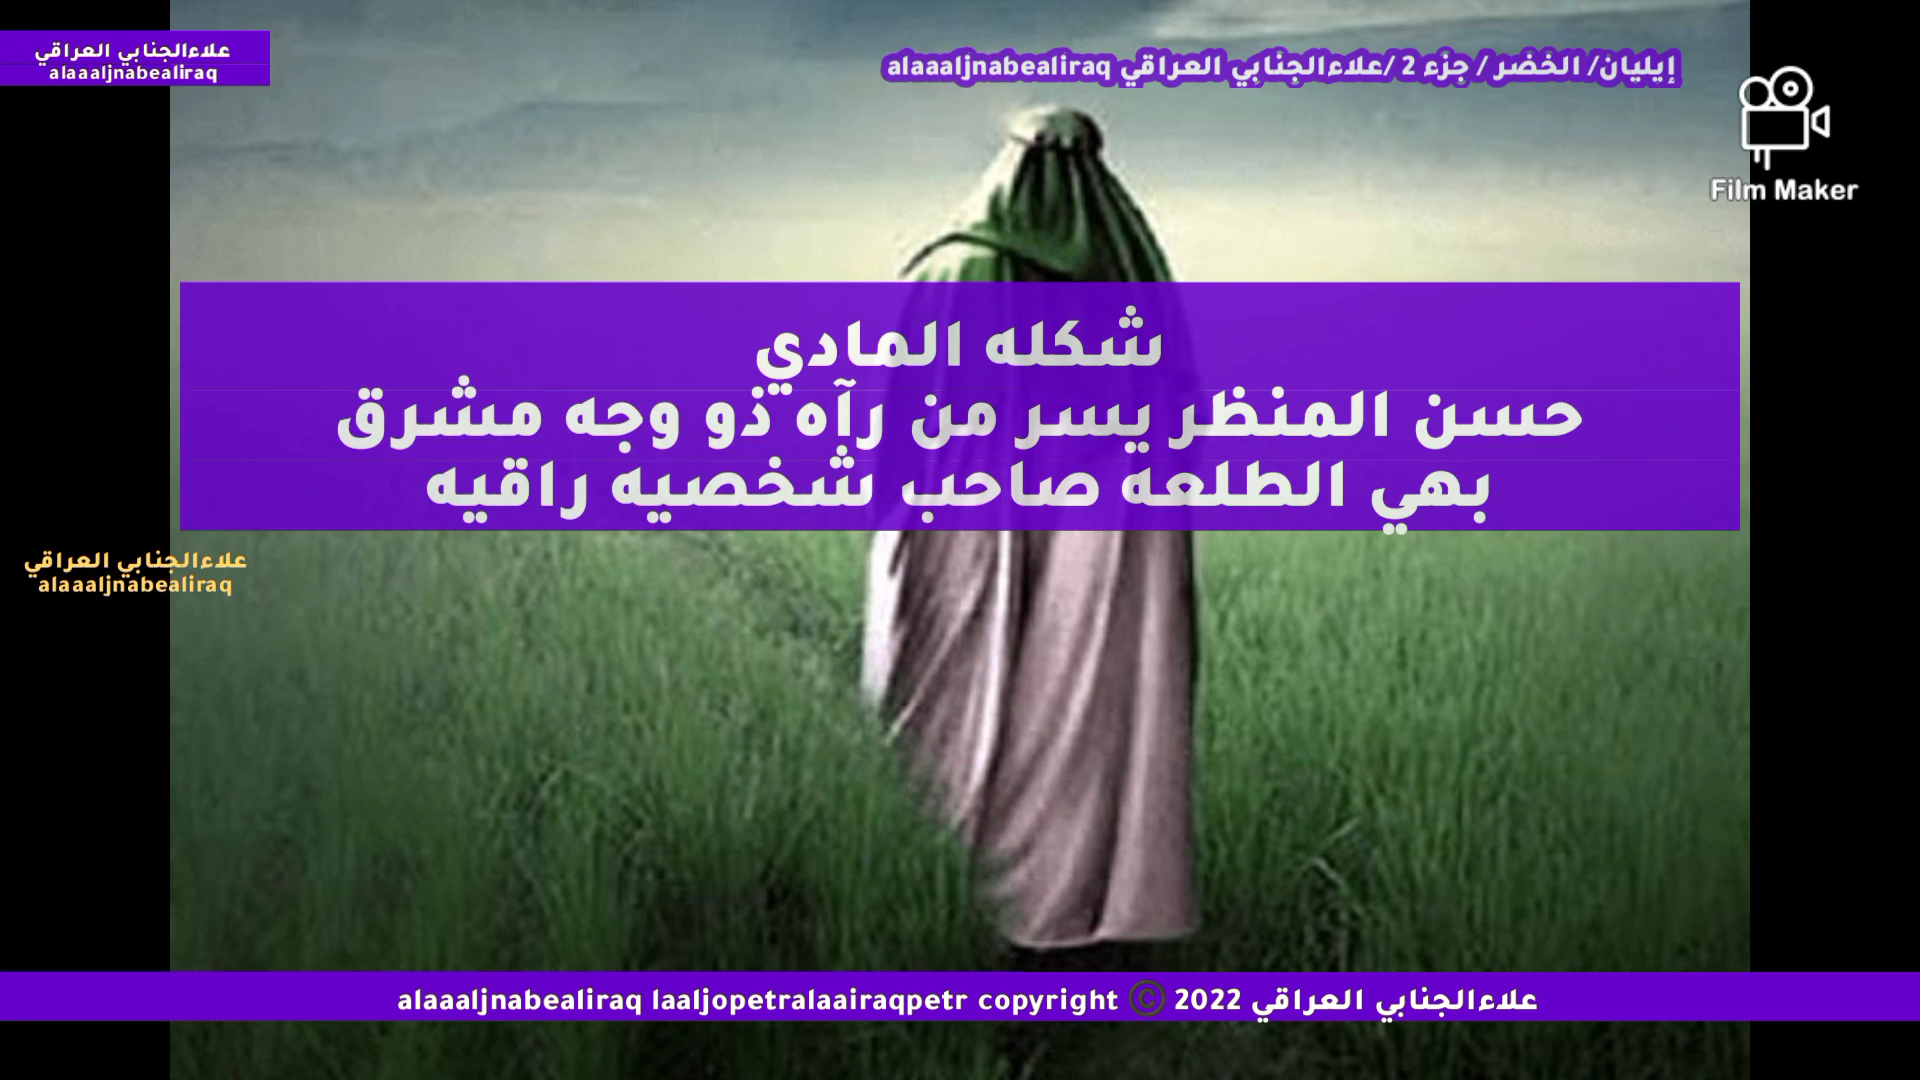 علاءالجنابي العراقي
alaaaljnabealiraq
إيليان/ الخضر / جزء 2 /علاءالجنابي العراقي alaaaljnabealiraq
Film Maker
شكله المادي
حسن المنظر يسر من رآه ذو وجه مشرق
بهي الطلعه صاحب شخصيه راقيه
علاءالجنابي العراقي
alaaaljnabealiraq
alaaaljnabealiraq laaljopetralaairaqpetr copyright © 2022 علاءالجنابي العراقي